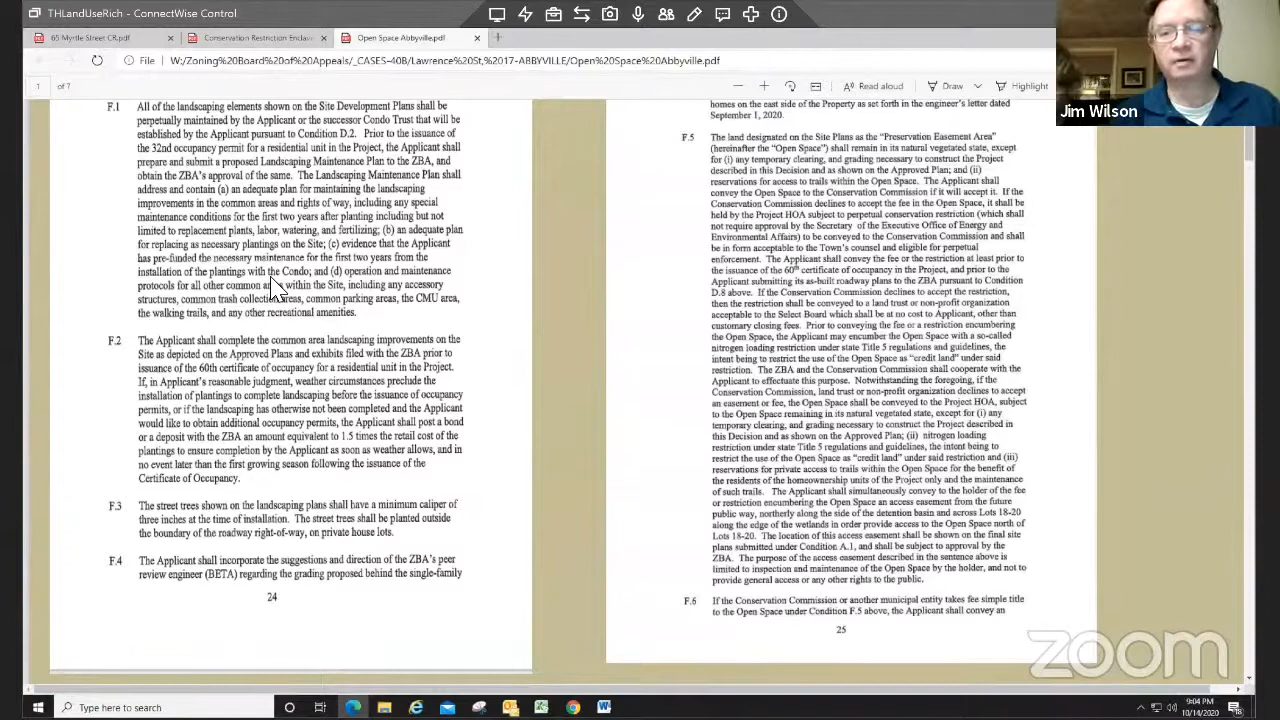 THLandUseRich - ConnectWise Control
65 Myrtle Street CR.pdf
Conservation Restriction Enclave
Open Space Abbyville.pdf
File
W:/Zoning%20Board%20of%20Appeals/_CASES-40B/Lawrence%20St,%2017-ABBYVILLE/Open%20Space%20Abbyville.pdf
1 of 7
Read aloud
Draw
Highlight
Jim Wilson
F.1 All of the landscaping elements shown on the Site Development Plans shall be
perpetually maintained by the Applicant or the successor Condo Trust that will be
established by the Applicant pursuant to Condition D.2. Prior to the issuance of
the 32nd occupancy permit for a residential unit in the Project, the Applicant shall
prepare and submit a proposed Landscaping Maintenance Plan to the ZBA, and
obtain the ZBA's approval of the same. The Landscaping Maintenance Plan shall
address and contain (a) an adequate plan for maintaining the landscaping
improvements in the common areas and rights of way, including any special
maintenance conditions for the first two years after planting including but not
limited to replacement plants, labor, watering, and fertilizing; (b) an adequate plan
for replacing as necessary plantings on the Site; (c) evidence that the Applicant
has pre-funded the necessary maintenance for the first two years from the
installation of the plantings with the Condo; and (d) operation and maintenance
protocols for all other common within the Site, including any accessory
structures, common trash collection areas, common parking areas, the CMU area,
the walking trails, and any other recreational amenities.
F.2 The Applicant shall complete the common area landscaping improvements on the
Site as depicted on the Approved Plans and exhibits filed with the ZBA prior to
issuance of the 60th certificate of occupancy for a residential unit in the Project.
If, in Applicant's reasonable judgment, weather circumstances preclude the
installation of plantings to complete landscaping before the issuance of occupancy
permits, or if the landscaping has otherwise not been completed and the Applicant
would like to obtain additional occupancy permits, the Applicant shall post a bond
or a deposit with the ZBA an amount equivalent to 1.5 times the retail cost of the
plantings to ensure completion by the Applicant as soon as weather allows, and in
no event later than the first growing season following the issuance of the
Certificate of Occupancy.
F.3 The street trees shown on the landscaping plans shall have a minimum caliper of
three inches at the time of installation. The street trees shall be planted outside
the boundary of the roadway right-of-way, on private house lots.
F.4 The Applicant shall incorporate the suggestions and direction of the ZBA's peer
review engineer (BETA) regarding the grading proposed behind the single-family
24
homes on the east side of the Property as set forth in the engineer's letter dated
September 1, 2020.
F.5 The land designated on the Site Plans as the "Preservation Easement Area"
(hereinafter the "Open Space") shall remain in its natural vegetated state, except
for (i) any temporary clearing, and grading necessary to construct the Project
described in this Decision and as shown on the Approved Plan; and (ii)
reservations for access to trails within the Open Space. The Applicant shall
convey the Open Space to the Conservation Commission if it will accept it. If the
Conservation Commission declines to accept the fee in the Open Space, it shall be
held by the Project HOA subject to perpetual conservation restriction (which shall
not require approval by the Secretary of the Executive Office of Energy and
Environmental Affairs) to be conveyed to the Conservation Commission and shall
be in form acceptable to the Town's counsel and eligible for perpetual
enforcement. The Applicant shall convey the fee or the restriction at least prior to
the issuance of the 60th certificate of occupancy in the Project, and prior to the
Applicant submitting its as-built roadway plans to the ZBA pursuant to Condition
D.8 above. If the Conservation Commission declines to accept the restriction,
then the restriction shall be conveyed to a land trust or non-profit organization
acceptable to the Select Board which shall be at no cost to Applicant, other than
customary closing fees. Prior to conveying the fee or a restriction encumbering
the Open Space, the Applicant may encumber the Open Space with a so-called
nitrogen loading restriction under state Title 5 regulations and guidelines, the
intent being to restrict the use of the Open Space as "credit land" under said
restriction. The ZBA and the Conservation Commission shall cooperate with the
Applicant to effectuate this purpose. Notwithstanding the foregoing, if the
Conservation Commission, land trust or non-profit organization declines to accept
an easement or fee, the Open Space shall be conveyed to the Project HOA, subject
to the Open Space remaining in its natural vegetated state, except for (i) any
temporary clearing, and grading necessary to construct the Project described in
this Decision and as shown on the Approved Plan; (ii) nitrogen loading
restriction under state Title 5 regulations and guidelines, the intent being to
restrict the use of the Open Space as "credit land" under said restriction and (iii)
reservations for private access to trails within the Open Space for the benefit of
the residents of the homeownership units of the Project only and the maintenance
of such trails. The Applicant shall simultaneously convey to the holder of the fee
or restriction encumbering the Open Space an access easement from the future
public way, northerly along the side of the detention basin and across Lots 18-20
along the edge of the wetlands in order provide access to the Open Space north of
Lots 18-20. The location of this access easement shall be shown on the final site
plans submitted under Condition A.1, and shall be subject to approval by the
ZBA. The purpose of the access easement described in the sentence above is
limited to inspection and maintenance of the Open Space by the holder, and not to
provide general access or any other rights to the public.
F.6 If the Conservation Commission or another municipal entity takes fee simple title
to the Open Space under Condition F.5 above, the Applicant shall convey an
25
zoom
Type here to search
9:04 PM
10/14/2020